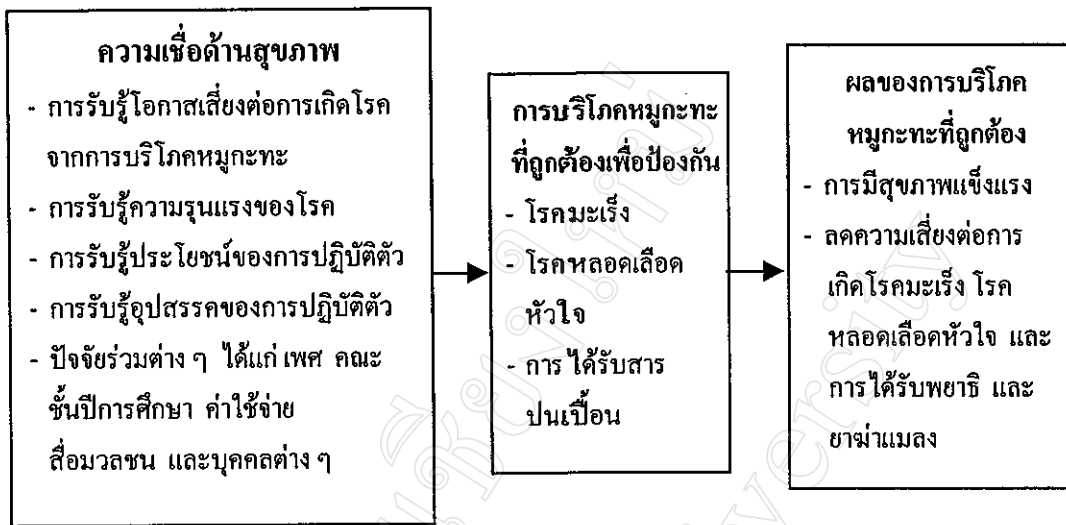 ความเชื่อด้านสุขภาพ
- การรับรู้โอกาสเสี่ยงต่อการเกิดโรค
จากการบริโภคหมูกะทะ
- การรับรู้ความรุนแรงของโรค
- การรับรู้ประโยชน์ของการปฏิบัติตัว
- การรับรู้อุปสรรคของการปฏิบัติตัว
- ปัจจัยร่วมต่าง ๆ ได้แก่ เพศ คณะ
ชั้นปีการศึกษา ค่าใช้จ่าย
สื่อมวลชน และบุคคลต่าง ๆ
การบริโภคหมูกะทะ
ที่ถูกต้องเพื่อป้องกัน
- โรคมะเร็ง
- โรคหลอดเลือด
หัวใจ
- การ ได้รับสาร
ปนเปื้อน
ผลของการบริโภค
หมูกะทะที่ถูกต้อง
- การมีสุขภาพแข็งแรง
- ลดความเสี่ยงต่อการ
เกิดโรคมะเร็ง โรค
หลอดเลือดหัวใจ และ
การได้รับพยาธิ และ
ยาฆ่าแมลง